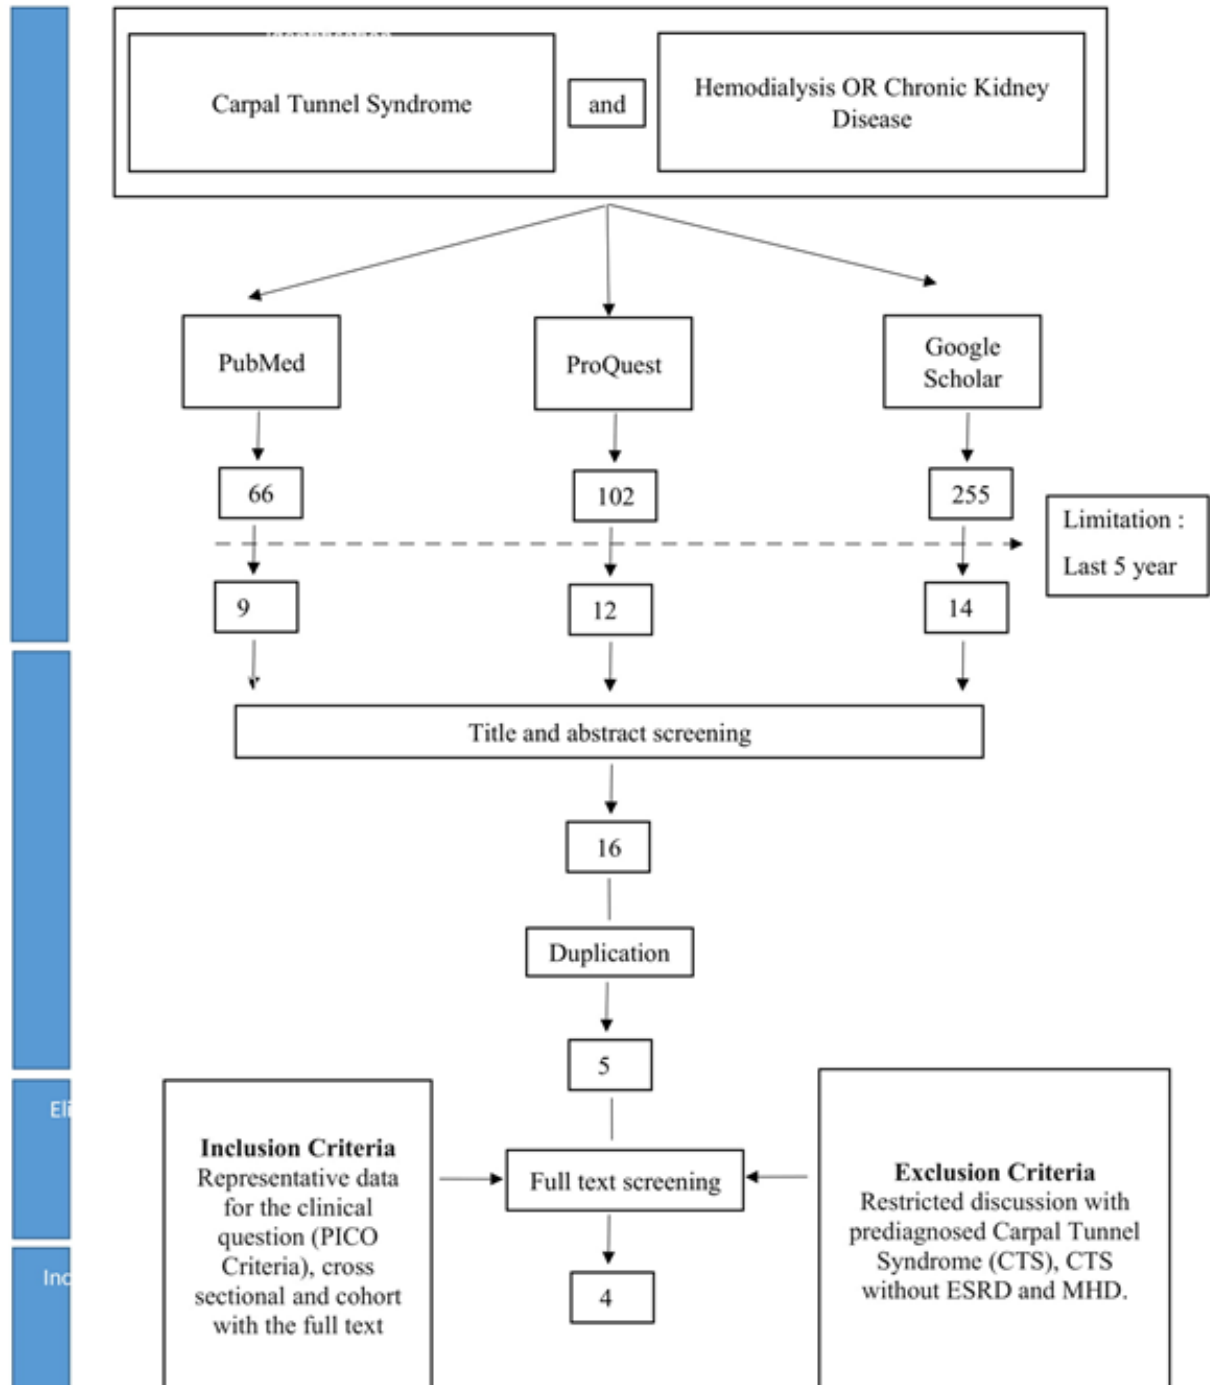 Carpal Tunnel Syndrome
and
Hemodialysis OR Chronic Kidney
Disease
PubMed
ProQuest
Google
Scholar
66
102
255
Limitation :
Last 5 year
9
12
14
Title and abstract screening
16
Duplication
5
Eli
Inclusion Criteria
Representative data
for the clinical
question (PICO
Criteria), cross
sectional and cohort
with the full text
Full text screening
Exclusion Criteria
Restricted discussion with
prediagnosed Carpal Tunnel
Syndrome (CTS), CTS
without ESRD and MHD.
Inc
4